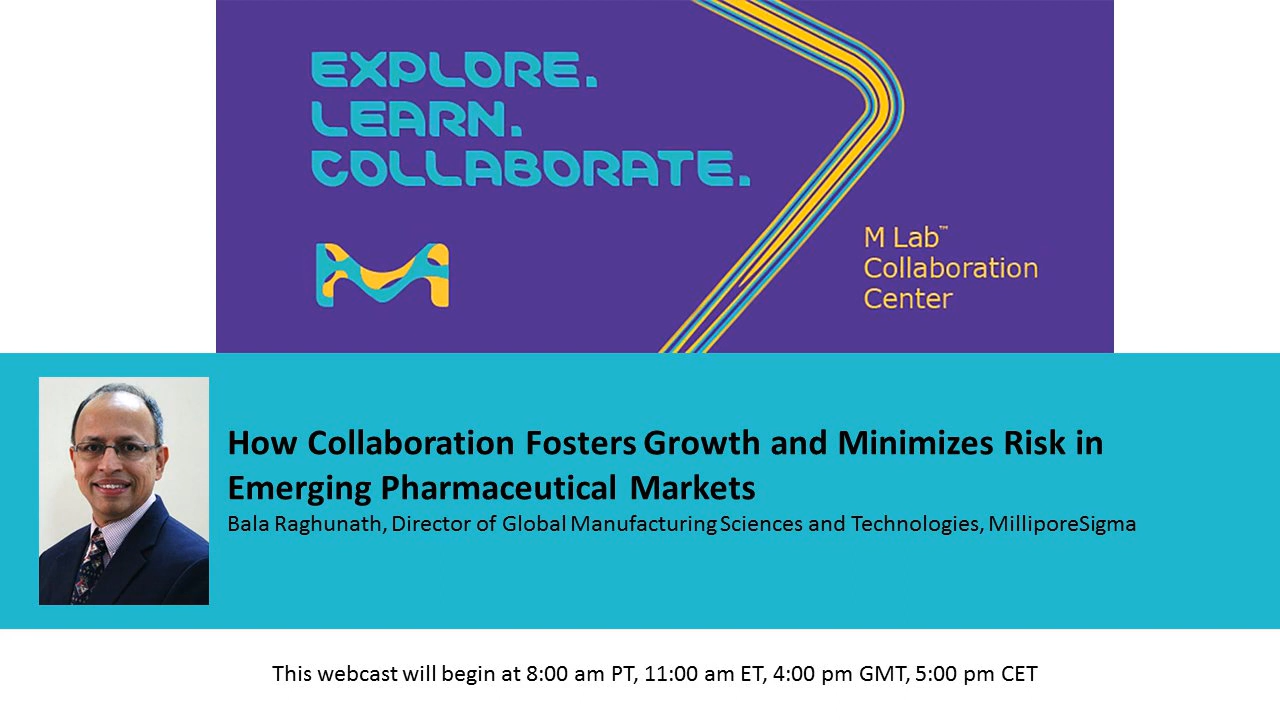 EXPLORE.
LEARN.
COLLABORATE.
M Lab™
Collaboration
Center
How Collaboration Fosters Growth and Minimizes Risk in
Emerging Pharmaceutical Markets
Bala Raghunath, Director of Global Manufacturing Sciences and Technologies, MilliporeSigma
This webcast will begin at 8:00 am PT, 11:00 am ET, 4:00 pm GMT, 5:00 pm CET